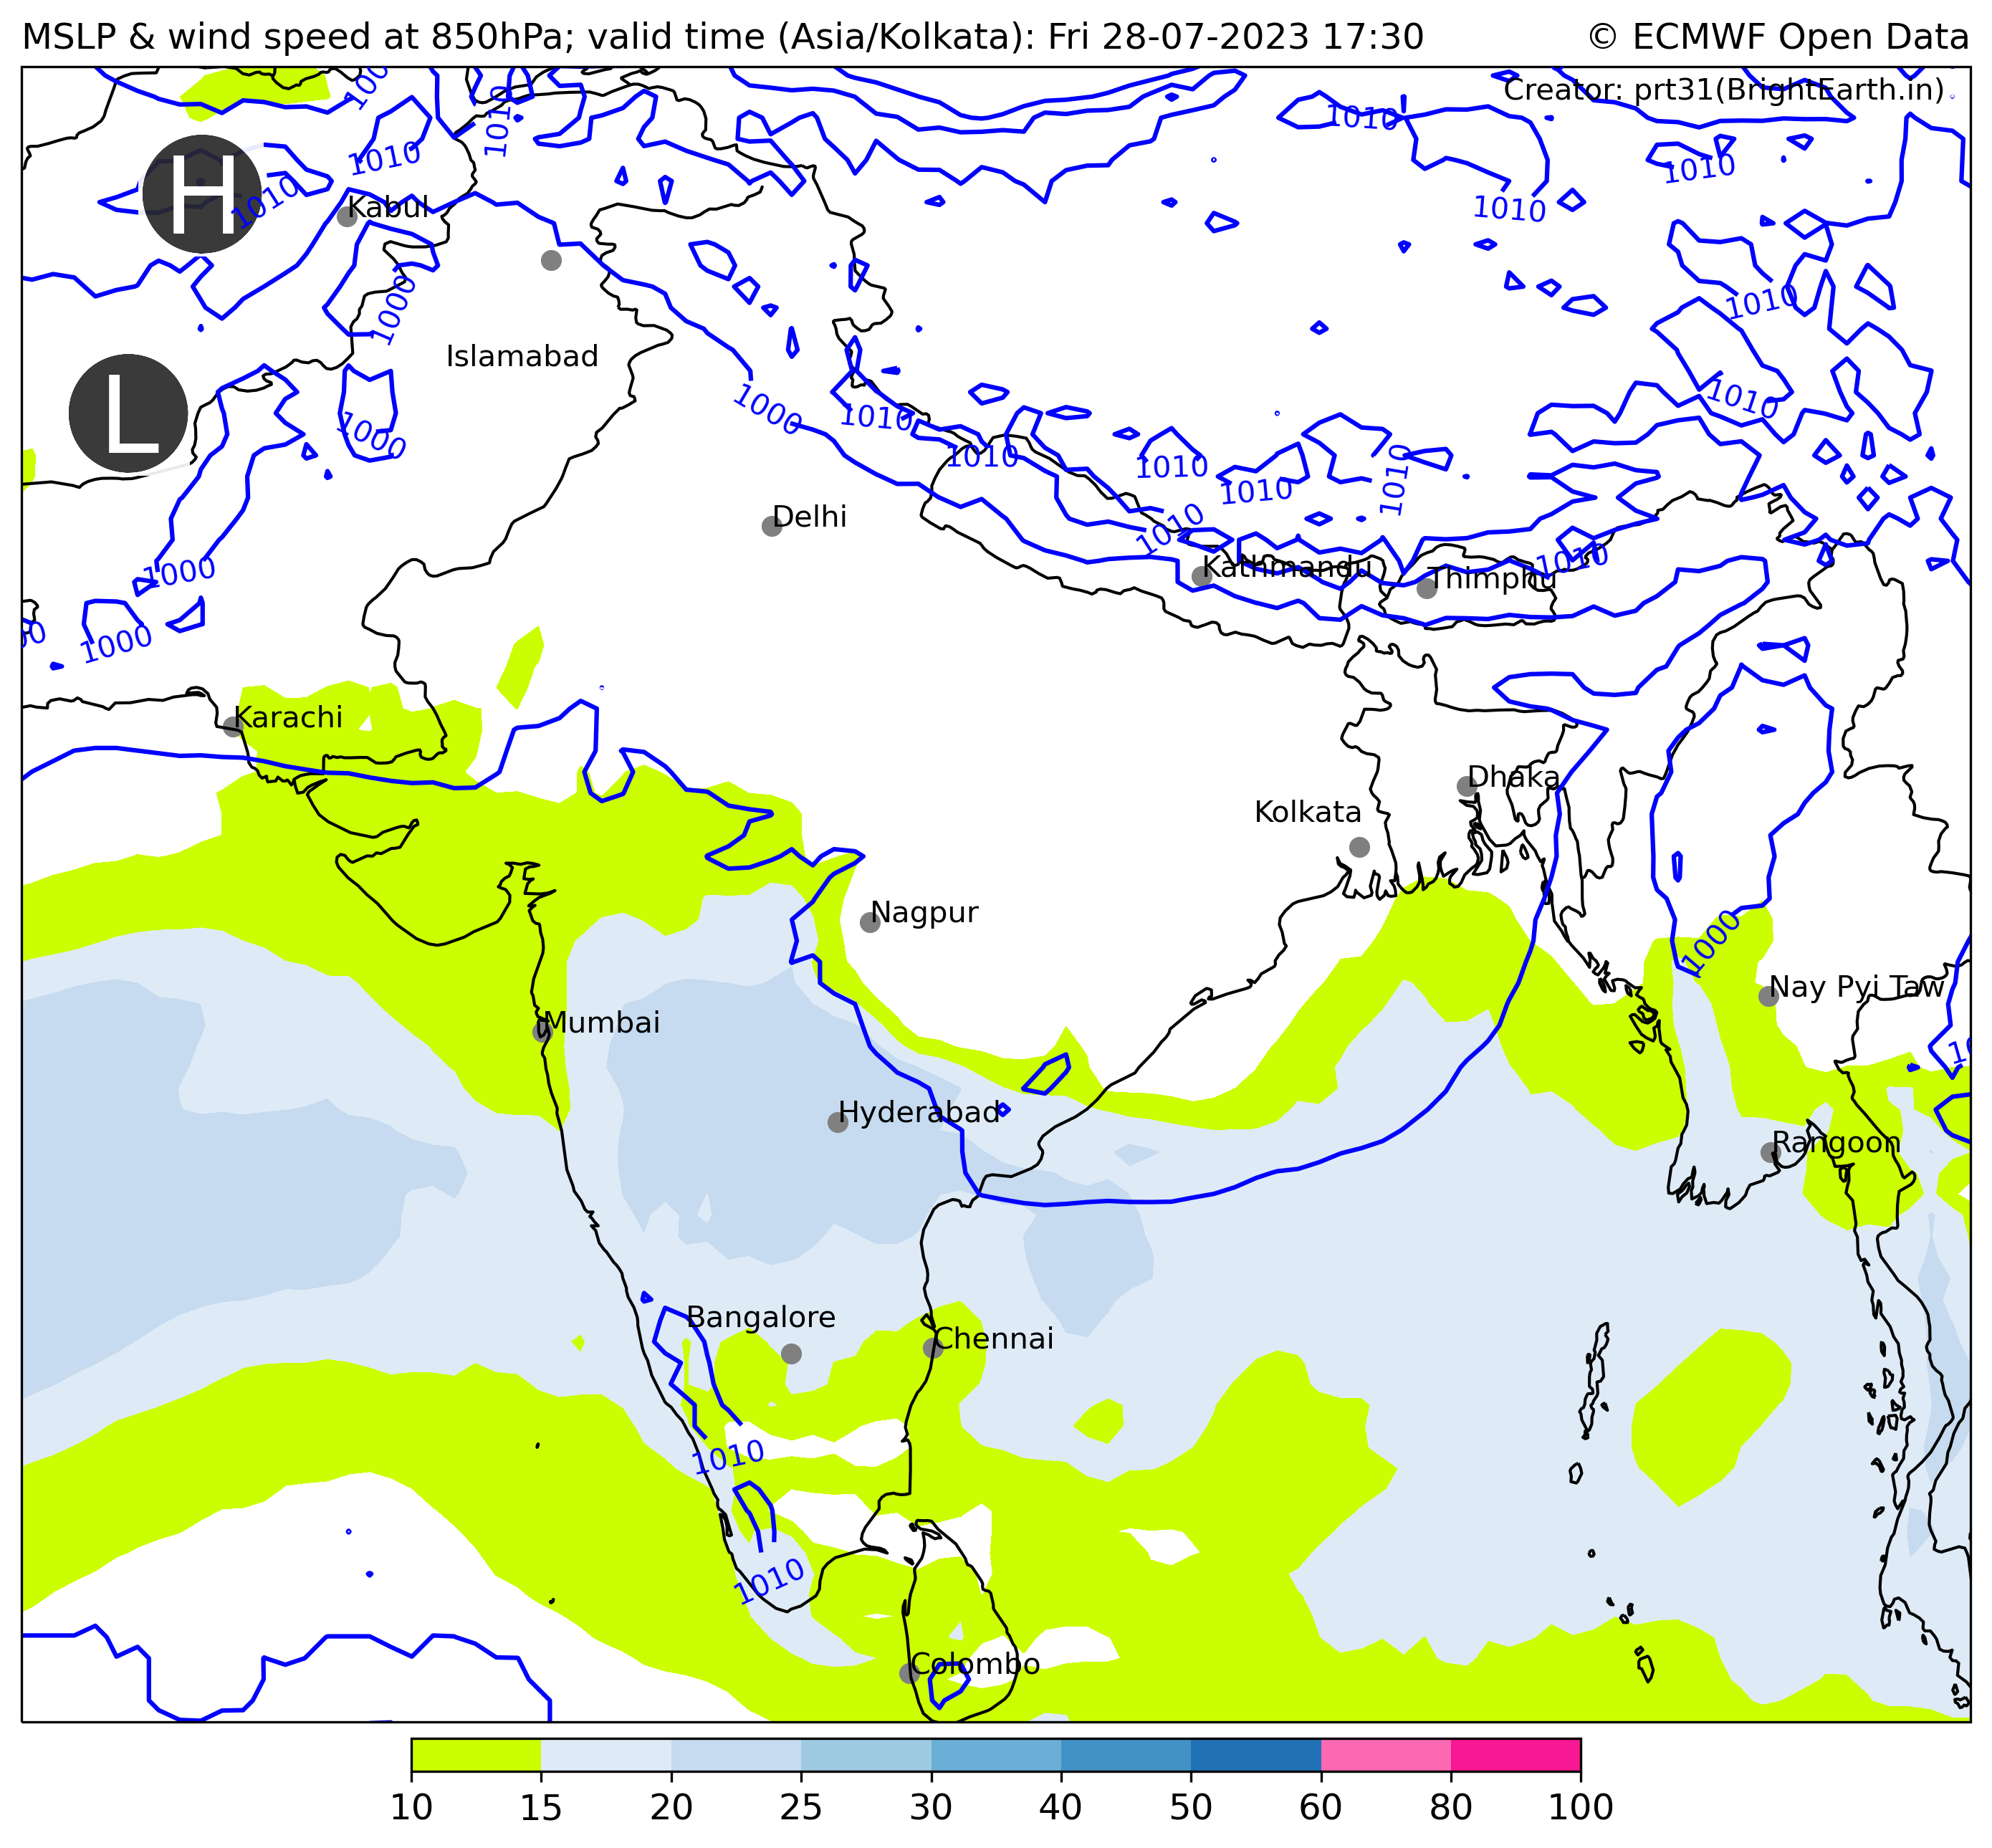 MSLP & wind speed at 850hPa; valid time (Asia/Kolkata): Fri 28-07-2023 17:30 © ECMWF Open Data
Creator: prt31(BrightEarth.in)
100
1010
1010
1010
1010
H
1010
1010
Kabul
1000
1010
Islamabad
L
1000
1010
1010
1000
1010
1010
1010
1010
Delhi
1010
1010
1000
Kathmandu
Thimphu
1000
Karachi
Dhaka
Kolkata
Nagpur
1000
Nay Pyi Taw
Mumbai
Hyderabad
Rangoon
Bangalore
Chennai
1010
1010
Colombo
10 15 20 25 30 40 50 60 80 100